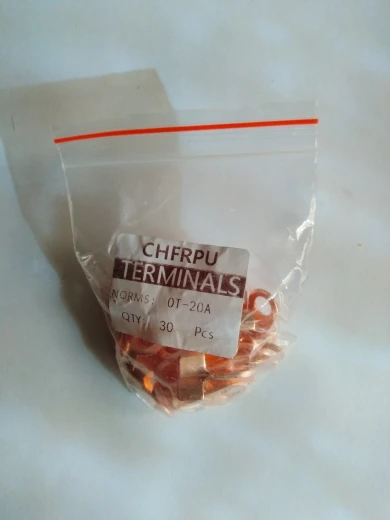 CHFRPU
TERMINALS
NORMS: OT-20A
QTY: 30 Pcs